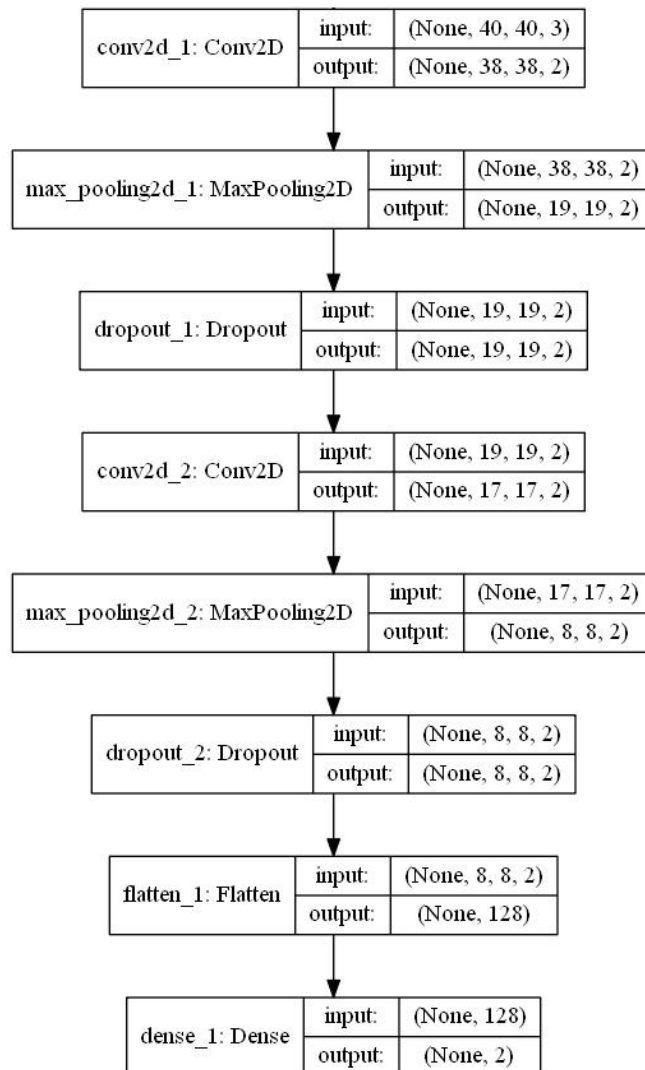 conv2d_1: Conv2D
input: (None, 40, 40, 3)
output: (None, 38, 38, 2)
max_pooling2d_1: MaxPooling2D
input: (None, 38, 38, 2)
output: (None, 19, 19, 2)
dropout_1: Dropout
input: (None, 19, 19, 2)
output: (None, 19, 19, 2)
conv2d_2: Conv2D
input: (None, 19, 19, 2)
output: (None, 17, 17, 2)
max_pooling2d_2: MaxPooling2D
input: (None, 17, 17, 2)
output: (None, 8, 8, 2)
dropout_2: Dropout
input: (None, 8, 8, 2)
output: (None, 8, 8, 2)
flatten_1: Flatten
input: (None, 8, 8, 2)
output: (None, 128)
dense_1: Dense
input: (None, 128)
output: (None, 2)